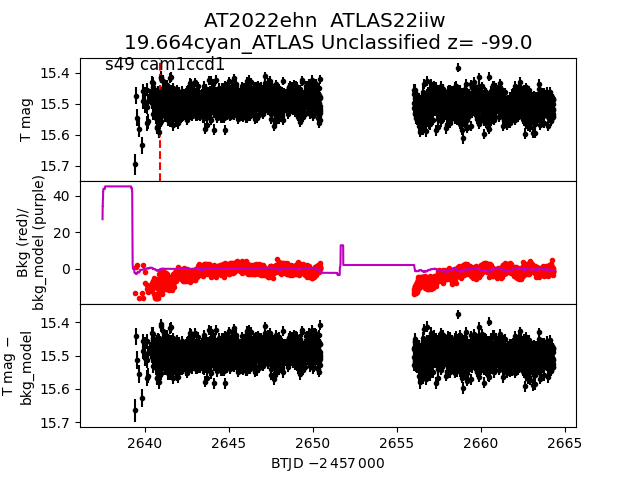 AT2022ehn  ATLAS22iiw
19.664cyan_ATLAS Unclassified z= -99.0
s49 cam1ccd1
T mag
15.4
15.5
15.6
15.7
Bkg (red)/
bkg_model (purple)
40
20
0
T mag −
bkg_model
15.4
15.5
15.6
15.7
2640
2645
2650
2655
2660
2665
BTJD −2 457 000